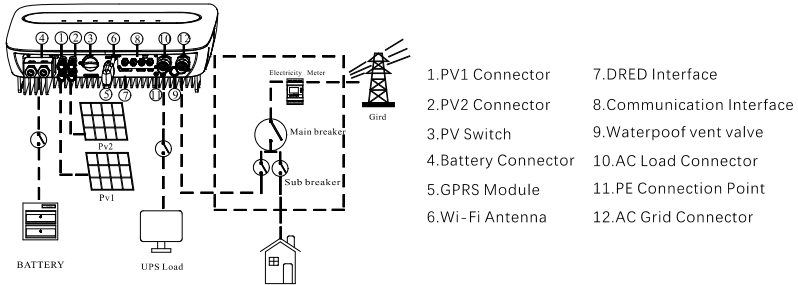 4 1 2 3 6 8 10 12
5 7 11 9
Electricity Meter
Gird
Main breaker
Sub breaker
Pv2
Pv1
BATTERY
UPS Load
1.PV1 Connector
2.PV2 Connector
3.PV Switch
4.Battery Connector
5.GPRS Module
6.Wi-Fi Antenna
7.DRED Interface
8.Communication Interface
9.Waterpoof vent valve
10.AC Load Connector
11.PE Connection Point
12.AC Grid Connector